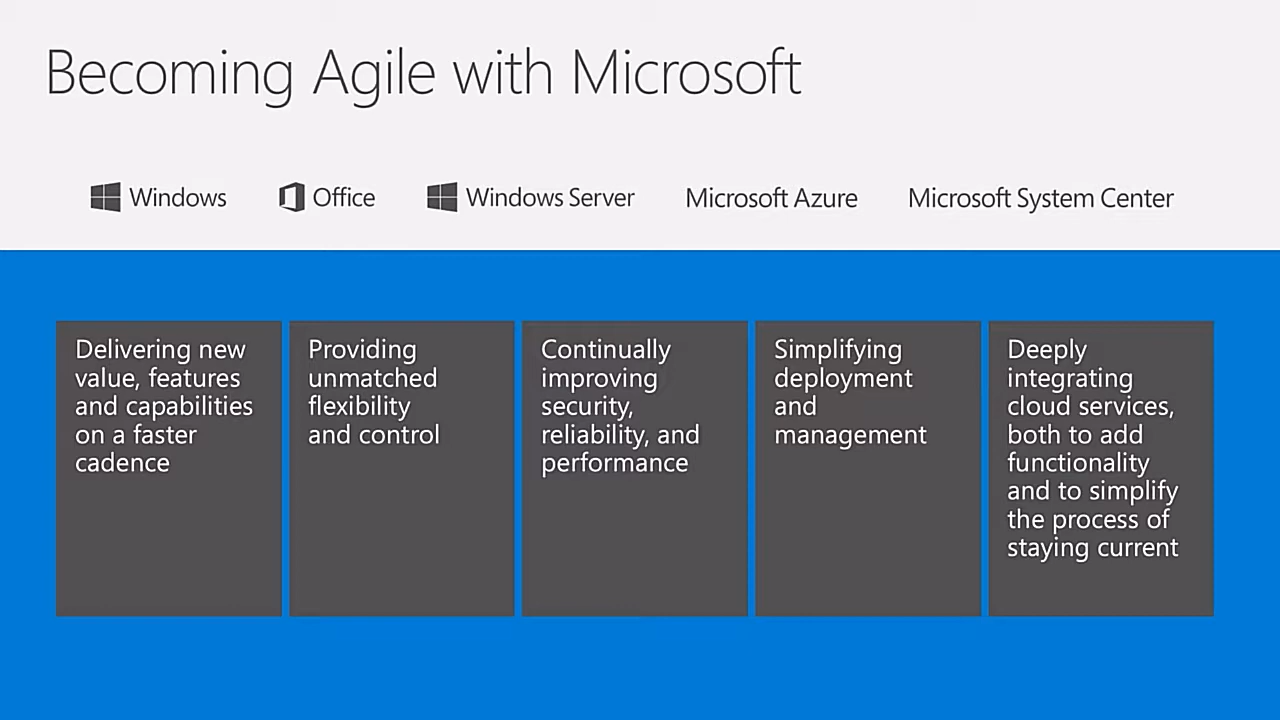 Becoming Agile with Microsoft
Windows
Office
Windows Server
Microsoft Azure
Microsoft System Center
Delivering new
value, features
and capabilities
on a faster
cadence
Providing
unmatched
flexibility
and control
Continually
improving
security,
reliability, and
performance
Simplifying
deployment
and
management
Deeply
integrating
cloud services,
both to add
functionality
and to simplify
the process of
staying current